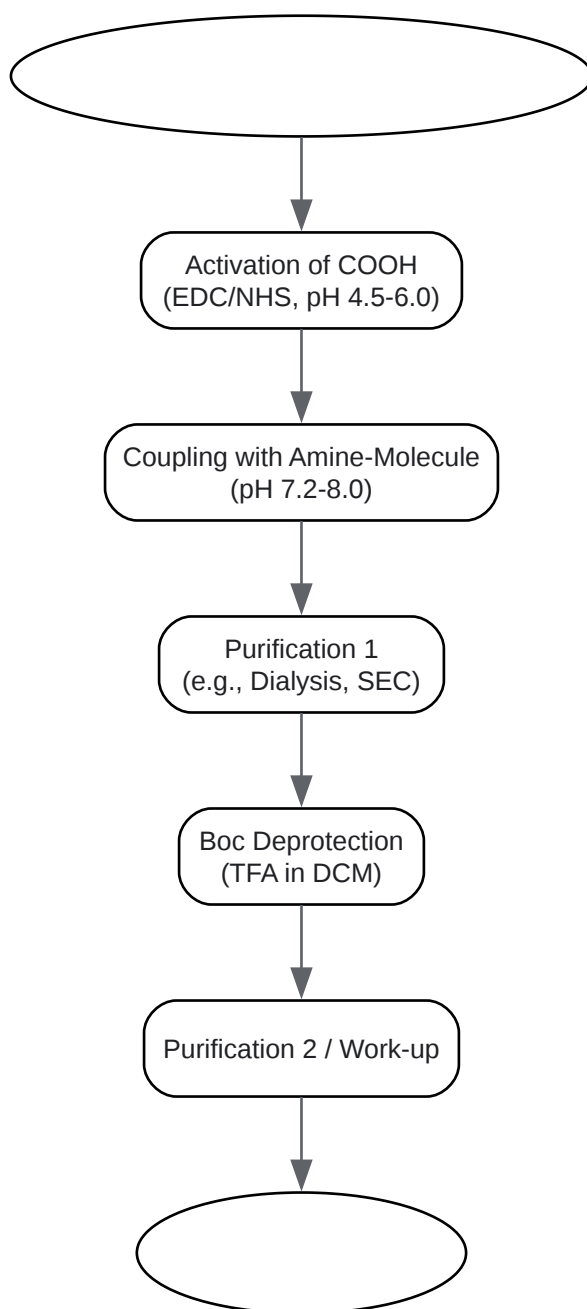 Activation of COOH
(EDC/NHS, pH 4.5-6.0)
Coupling with Amine-Molecule
(pH 7.2-8.0)
Purification 1
(e.g., Dialysis, SEC)
Boc Deprotection
(TFA in DCM)
Purification 2 / Work-up